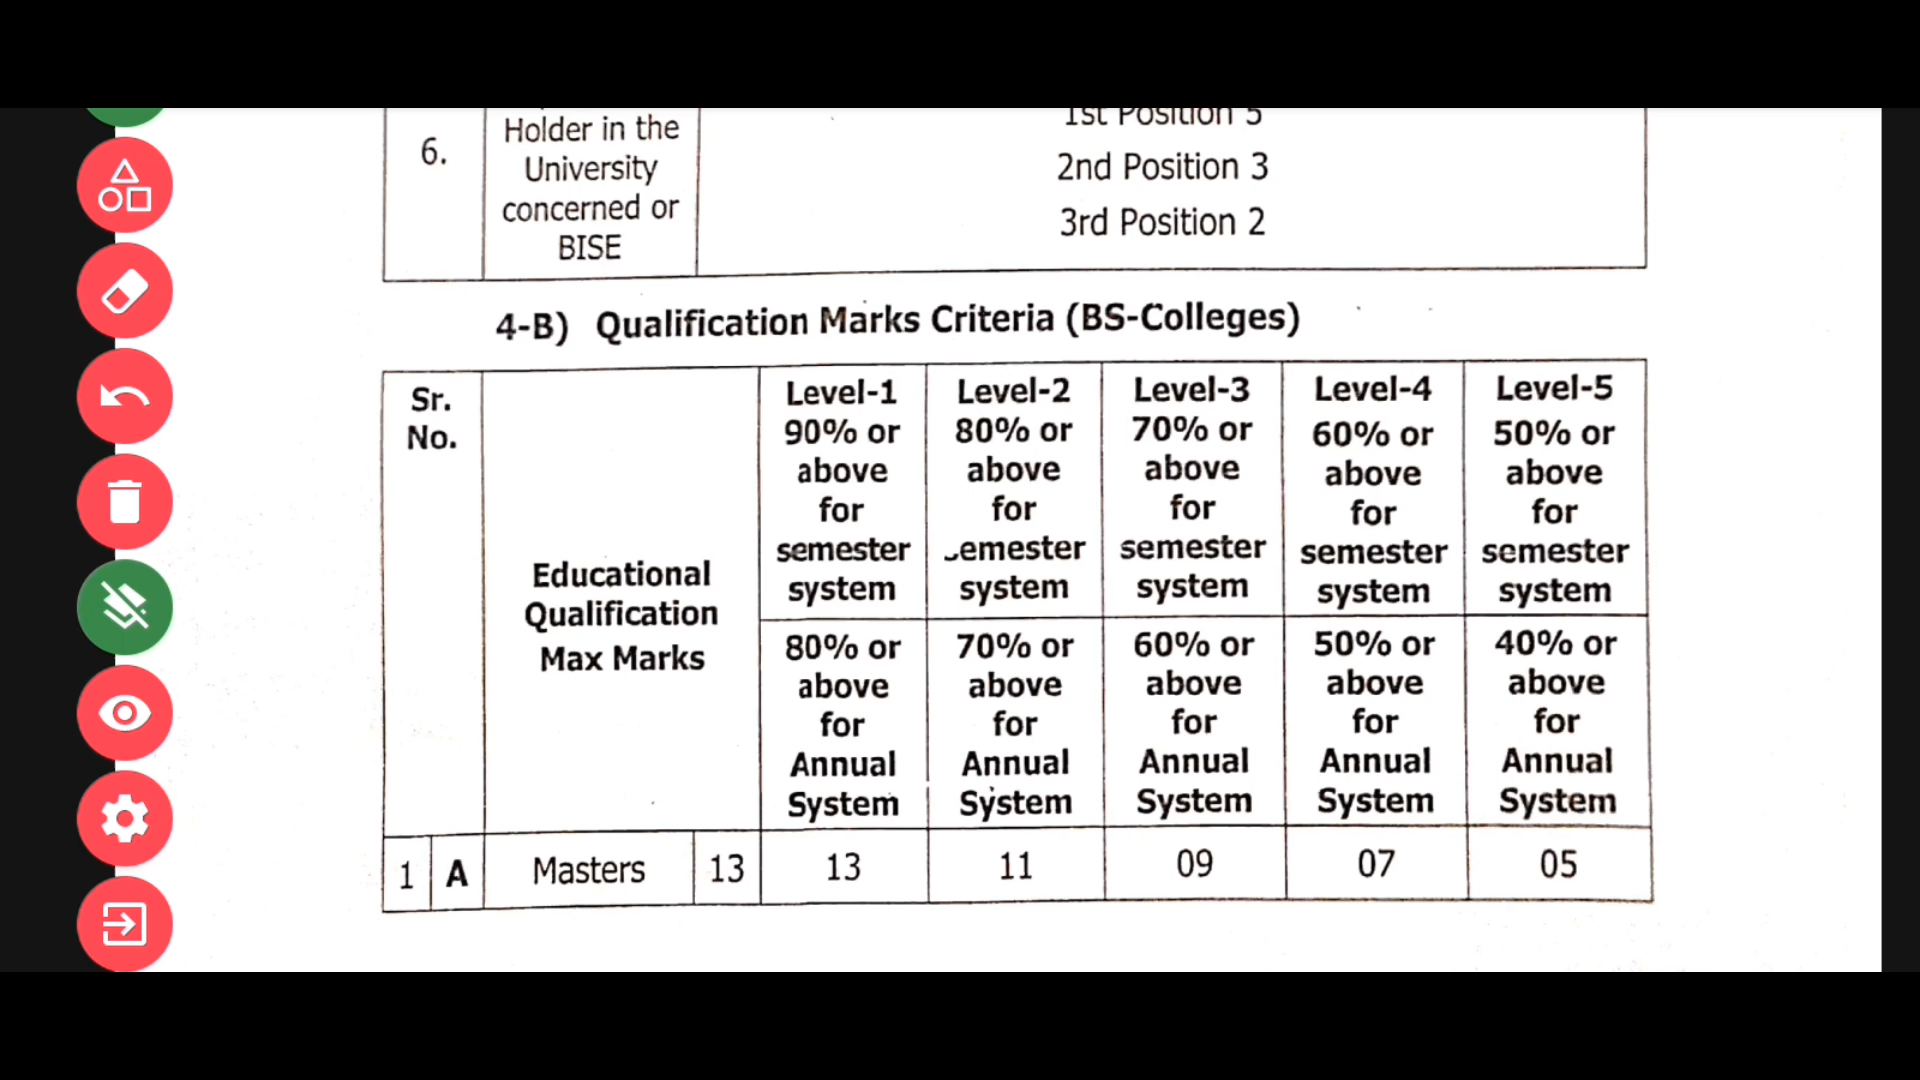 6.
Holder in the
University
concerned or
BISE
1st Position 5
2nd Position 3
3rd Position 2
4-B) Qualification Marks Criteria (BS-Colleges)
Sr.
No.
Educational
Qualification
Max Marks
Level-1
90% or
above
for
semester
system
Level-2
80% or
above
for
emester
system
Level-3
70% or
above
for
semester
system
Level-4
60% or
above
for
semester
system
Level-5
50% or
above
for
semester
system
80% or
above
for
Annual
System
70% or
above
for
Annual
System
60% or
above
for
Annual
System
50% or
above
for
Annual
System
40% or
above
for
Annual
System
1 A Masters 13 13 11 09 07 05